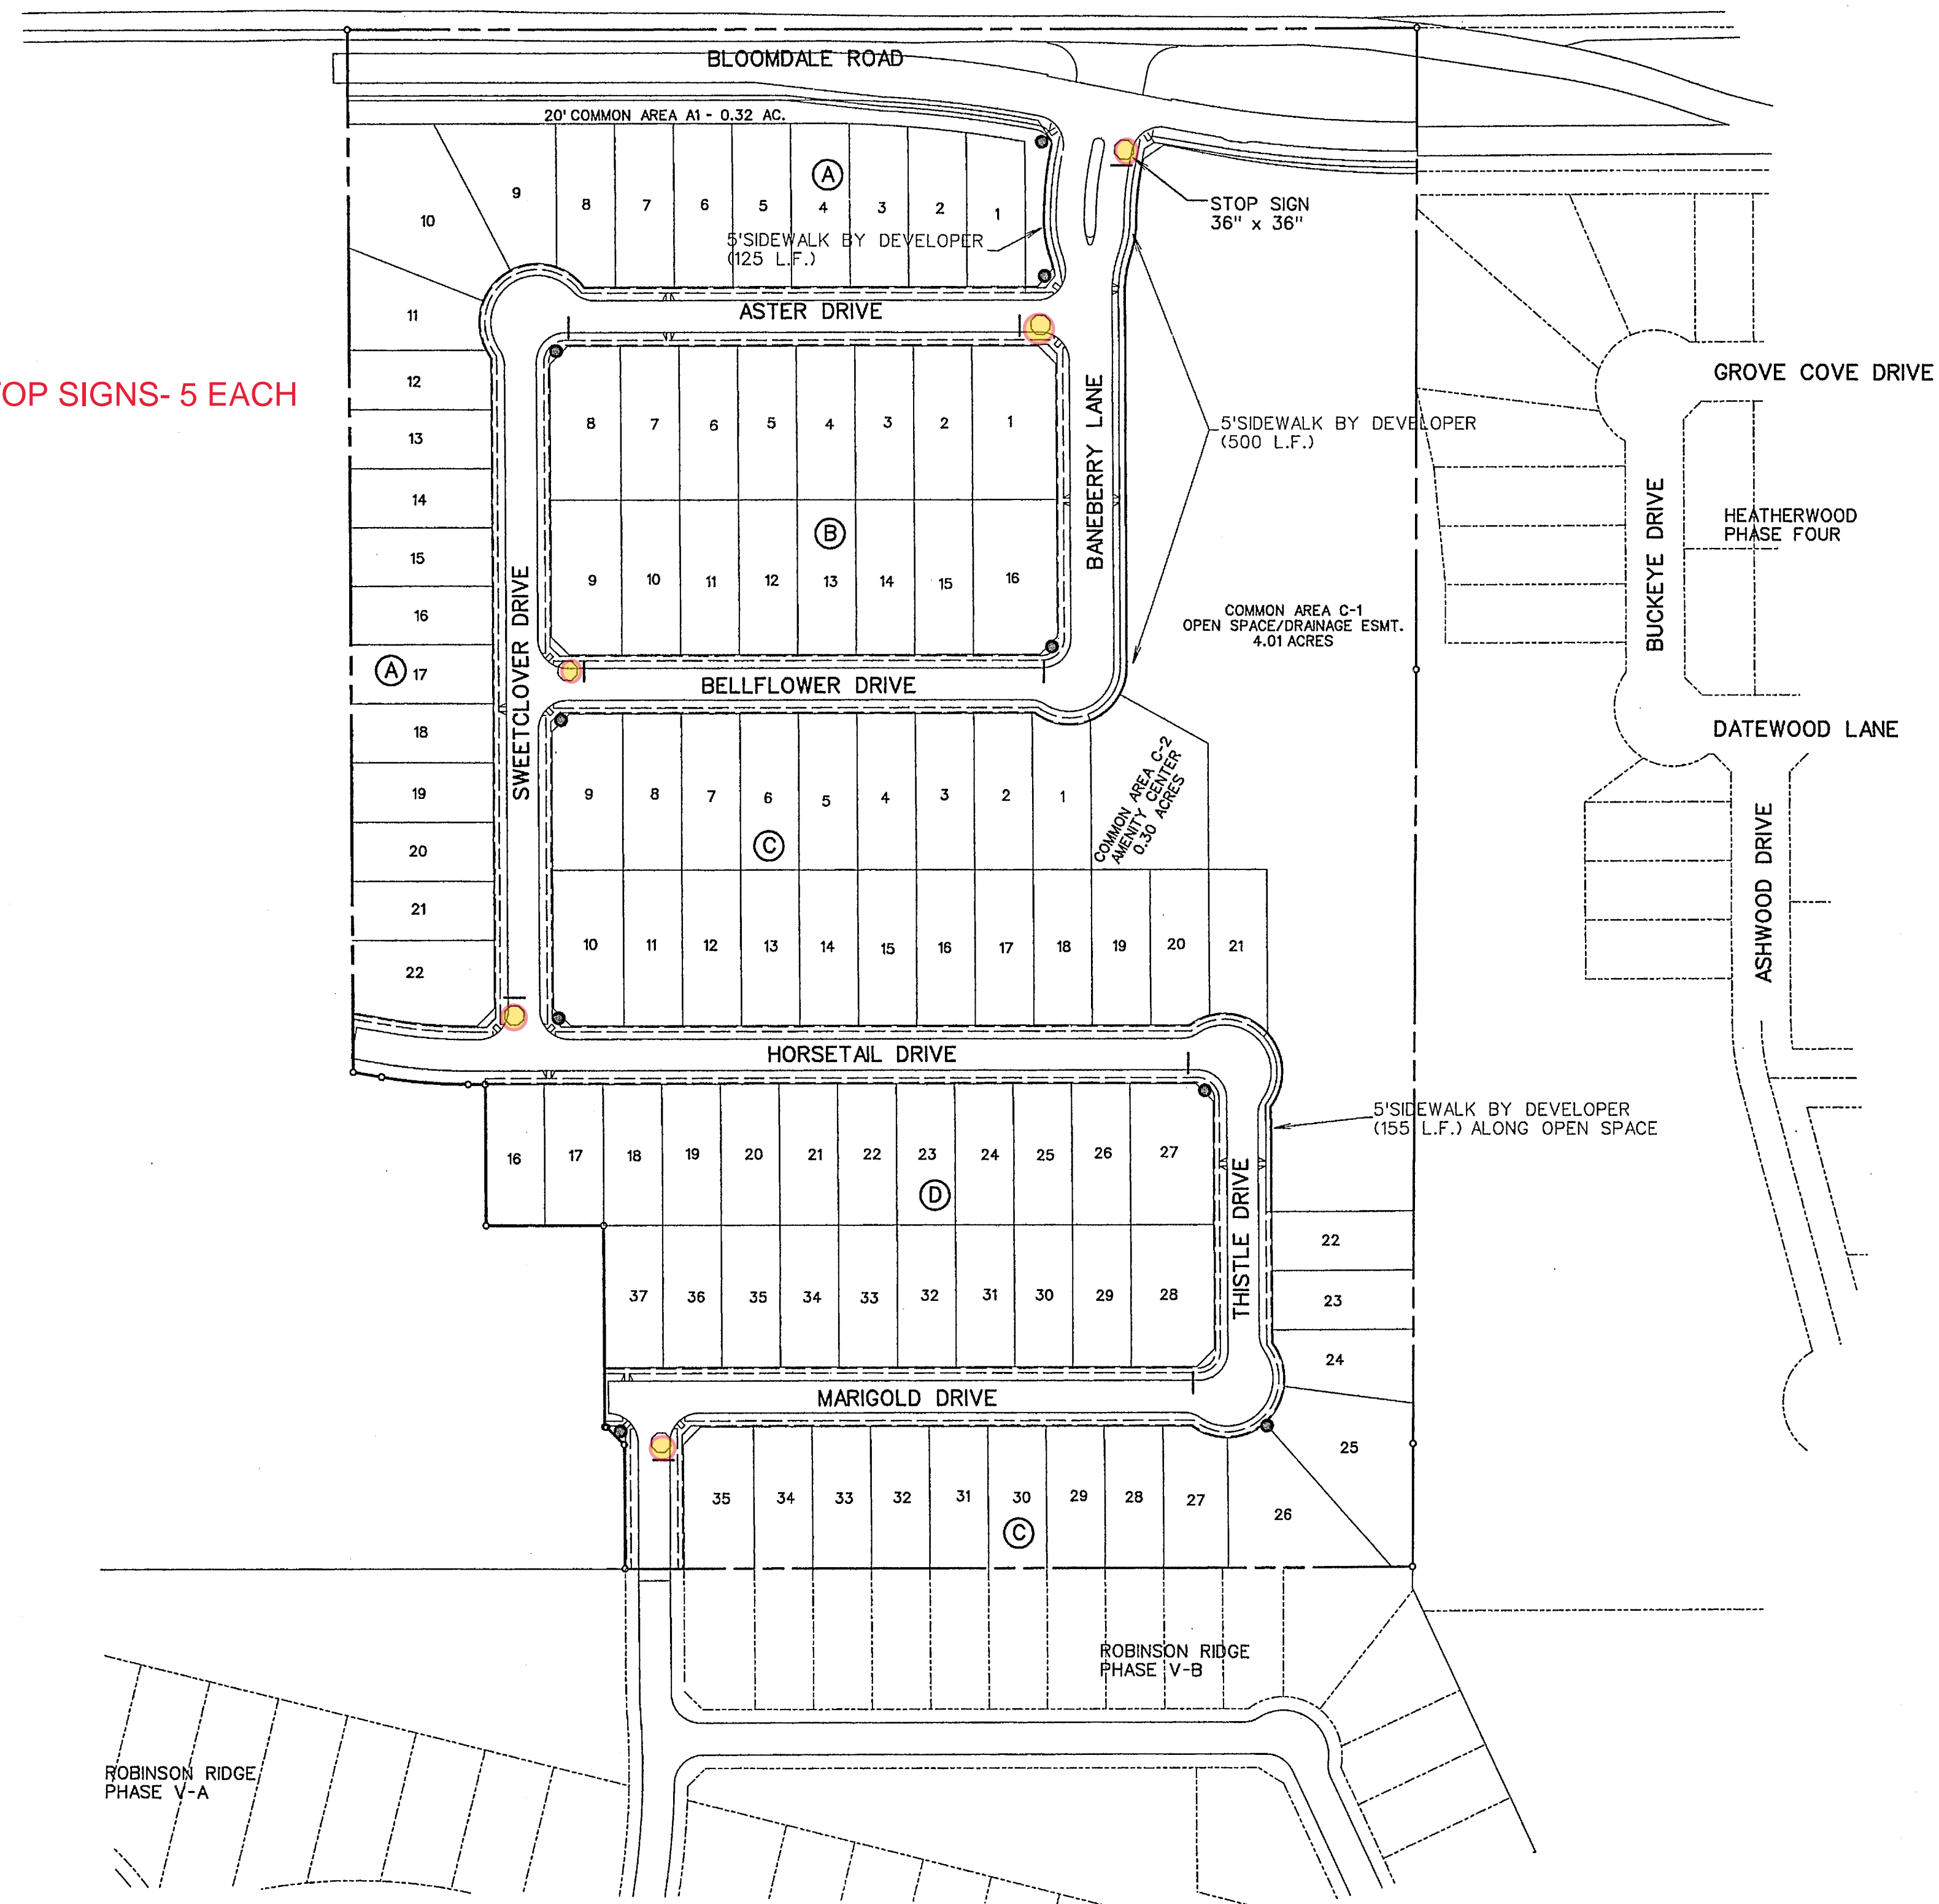 BLOOMDALE ROAD
20' COMMON AREA A1 - 0.32 AC.
A
10
9
8
7
6
5
4
3
2
1
5'SIDEWALK BY DEVELOPER
(125 L.F.)
STOP SIGN
36" x 36"
ASTER DRIVE
11
12
13
14
15
16
A
17
18
19
20
21
22
OP SIGNS- 5 EACH
SWEETCLOVER DRIVE
8
7
6
5
4
3
2
1
B
9
10
11
12
13
14
15
16
BANEBERRY LANE
5'SIDEWALK BY DEVELOPER
(500 L.F.)
COMMON AREA C-1
OPEN SPACE/DRAINAGE ESMT.
4.01 ACRES
GROVE COVE DRIVE
BUCKEYE DRIVE
HEATHERWOOD
PHASE FOUR
DATEWOOD LANE
ASHWOOD DRIVE
BELLFLOWER DRIVE
9
8
7
6
5
4
3
2
1
C
COMMON AREA C-2
AMENITY CENTER
0.30 ACRES
10
11
12
13
14
15
16
17
18
19
20
21
HORSETAIL DRIVE
5'SIDEWALK BY DEVELOPER
(155 L.F.) ALONG OPEN SPACE
16
17
18
19
20
21
22
23
24
25
26
27
D
THISTLE DRIVE
37
36
35
34
33
32
31
30
29
28
22
23
24
25
26
MARIGOLD DRIVE
35
34
33
32
31
30
29
28
27
C
ROBINSON RIDGE
PHASE V-B
ROBINSON RIDGE
PHASE V-A